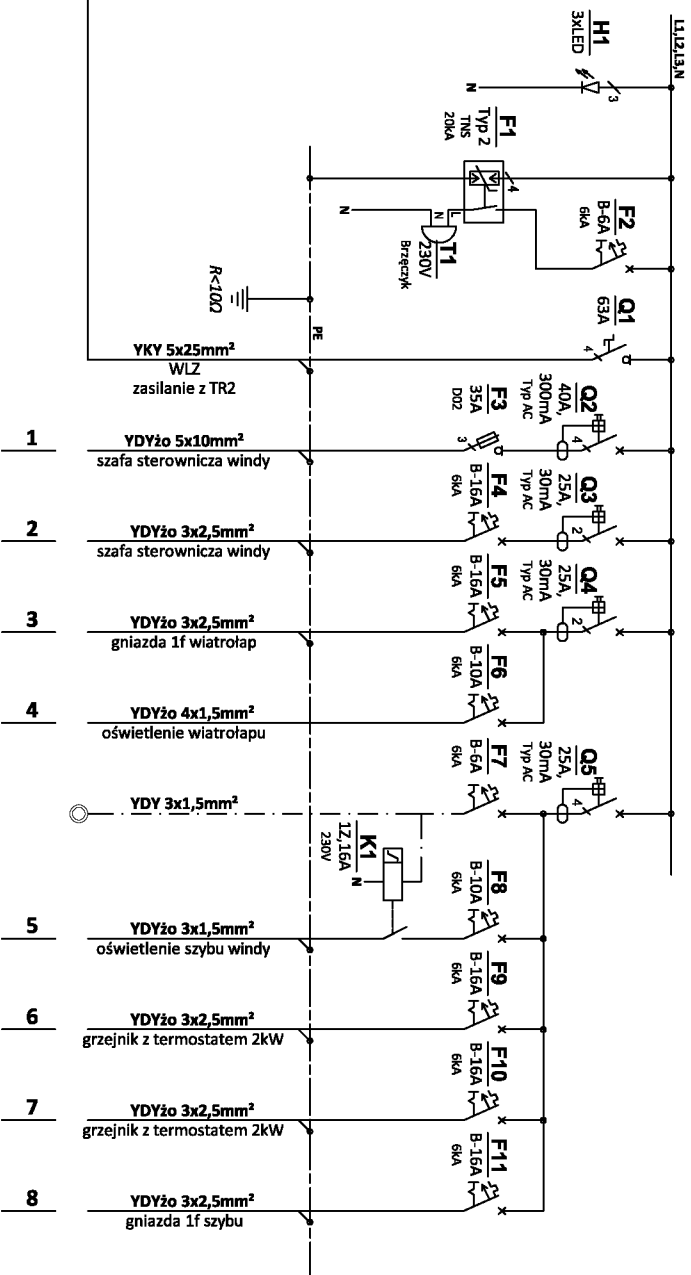 L1,L2,L3,N
H1
3xLED
3
N
F1
Typ 2
TNS
20kA
4
L
N
N
T1
230V
Brzęczyk
F2
B-6A
6kA
R<10Ω
PE
Q1
63A
4
YKY 5x25mm²
WLZ
zasilanie z TR2
Q2
40A,
300mA
Typ AC
4
F3
35A
D02
3
1
YDYżo 5x10mm²
szafa sterownicza windy
Q3
25A,
30mA
Typ AC
2
F4
B-16A
6kA
2
YDYżo 3x2,5mm²
szafa sterownicza windy
Q4
25A,
30mA
Typ AC
2
F5
B-16A
6kA
3
YDYżo 3x2,5mm²
gniazda 1f wiatrołap
F6
B-10A
6kA
4
YDYżo 4x1,5mm²
oświetlenie wiatrołapu
Q5
25A,
30mA
Typ AC
4
F7
B-6A
6kA
YDY 3x1,5mm²
K1
1Z,16A
230V
N
F8
B-10A
6kA
5
YDYżo 3x1,5mm²
oświetlenie szybu windy
F9
B-16A
6kA
6
YDYżo 3x2,5mm²
grzejnik z termostatem 2kW
F10
B-16A
6kA
7
YDYżo 3x2,5mm²
grzejnik z termostatem 2kW
F11
B-16A
6kA
8
YDYżo 3x2,5mm²
gniazda 1f szybu